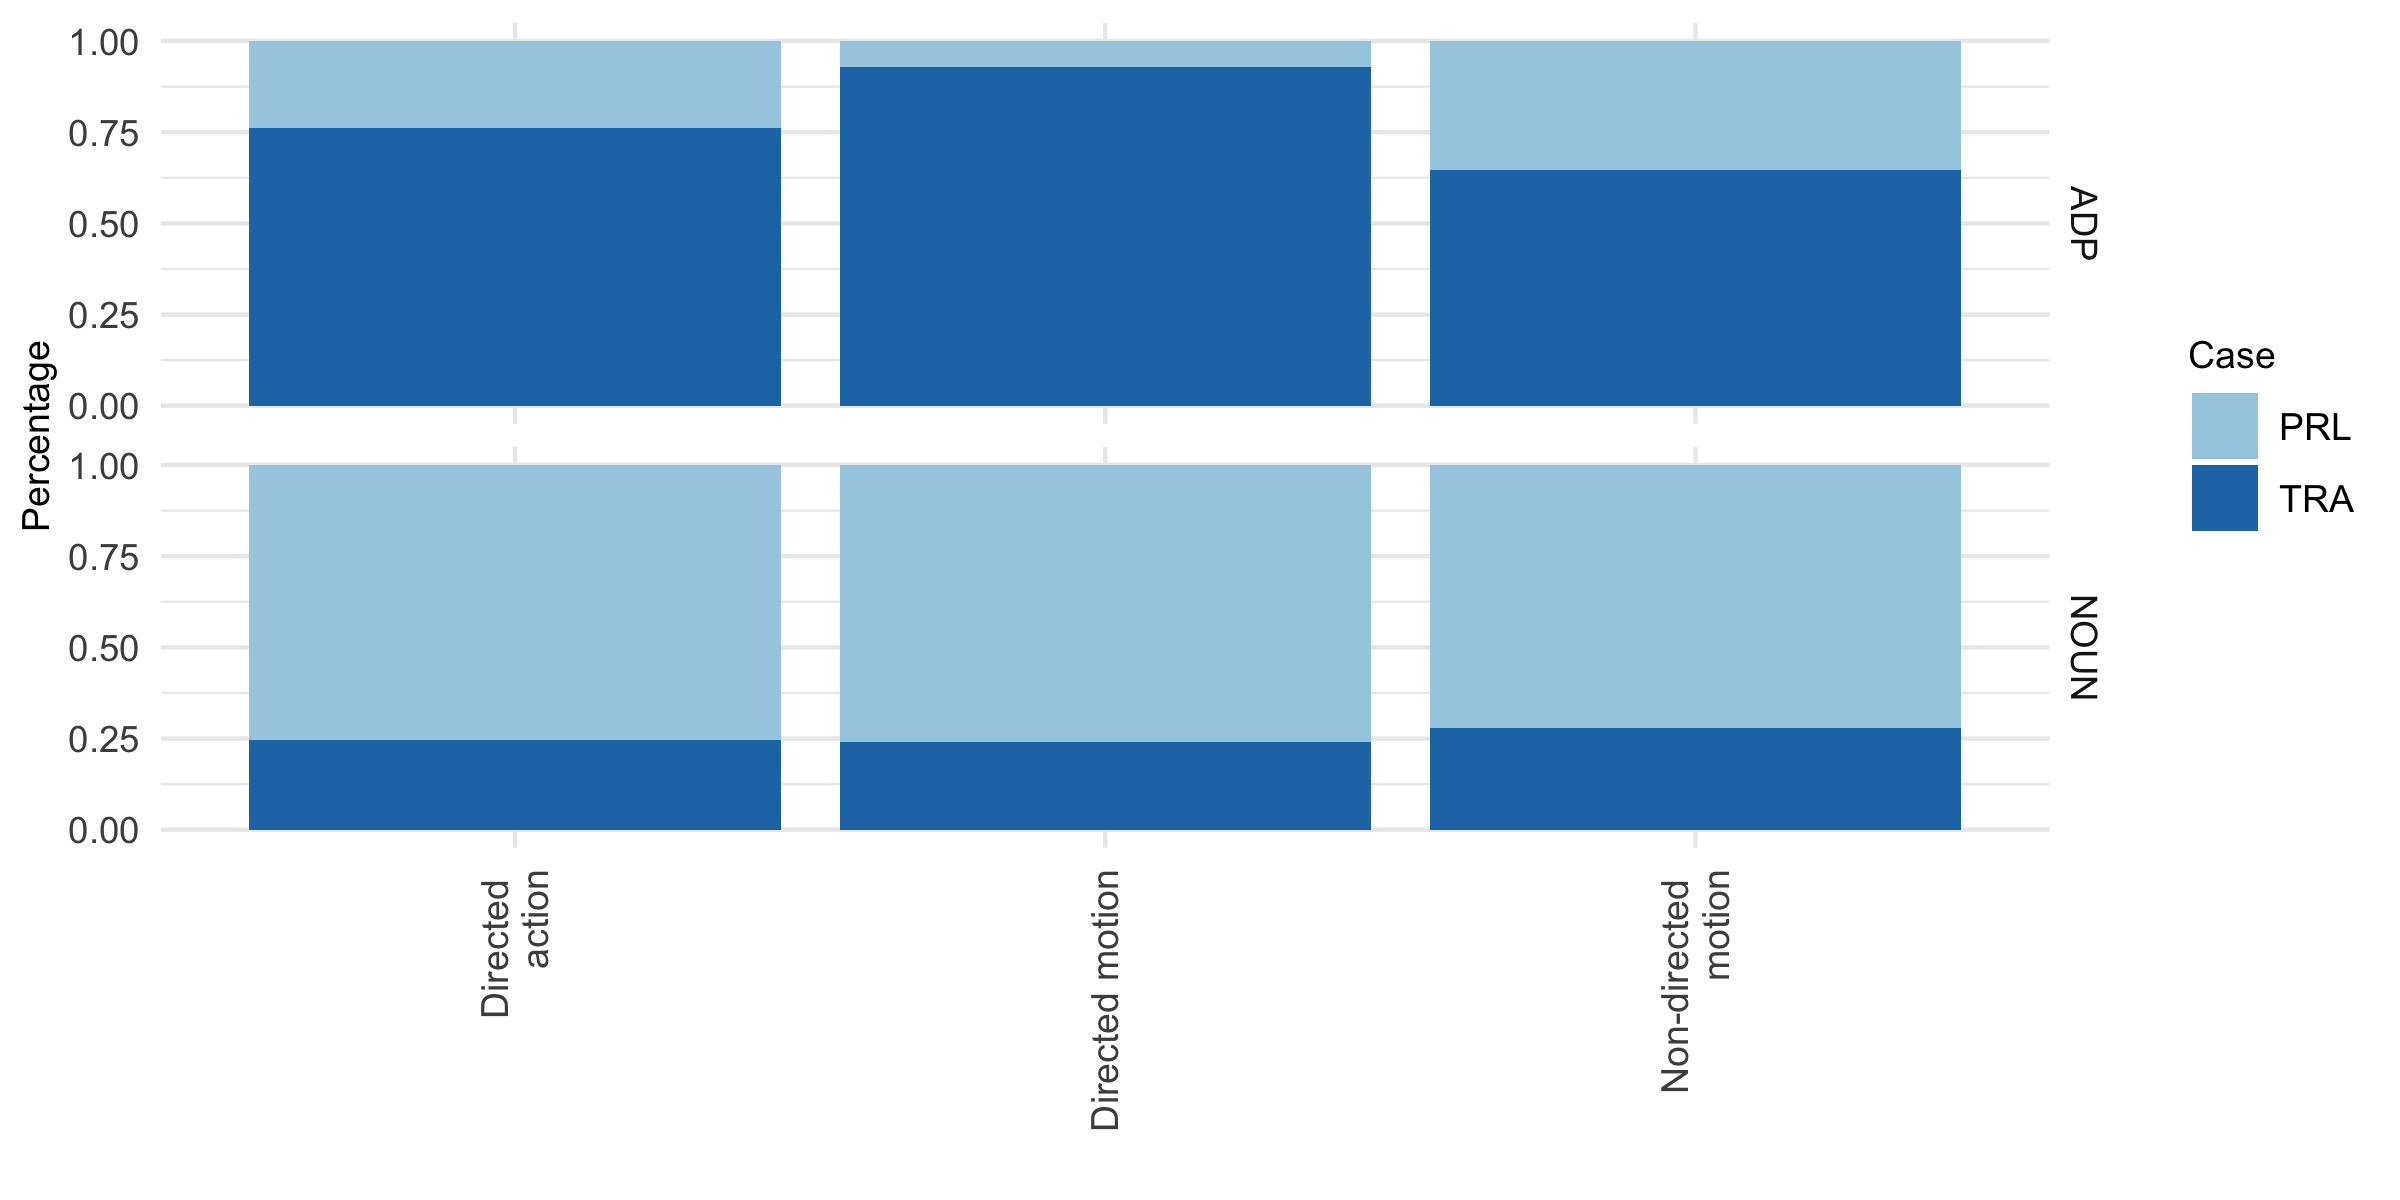 Percentage
1.00
0.75
0.50
0.25
0.00
ADP
1.00
0.75
0.50
0.25
0.00
NOUN
Directed
action
Directed motion
Non-directed
motion
Case
PRL
TRA